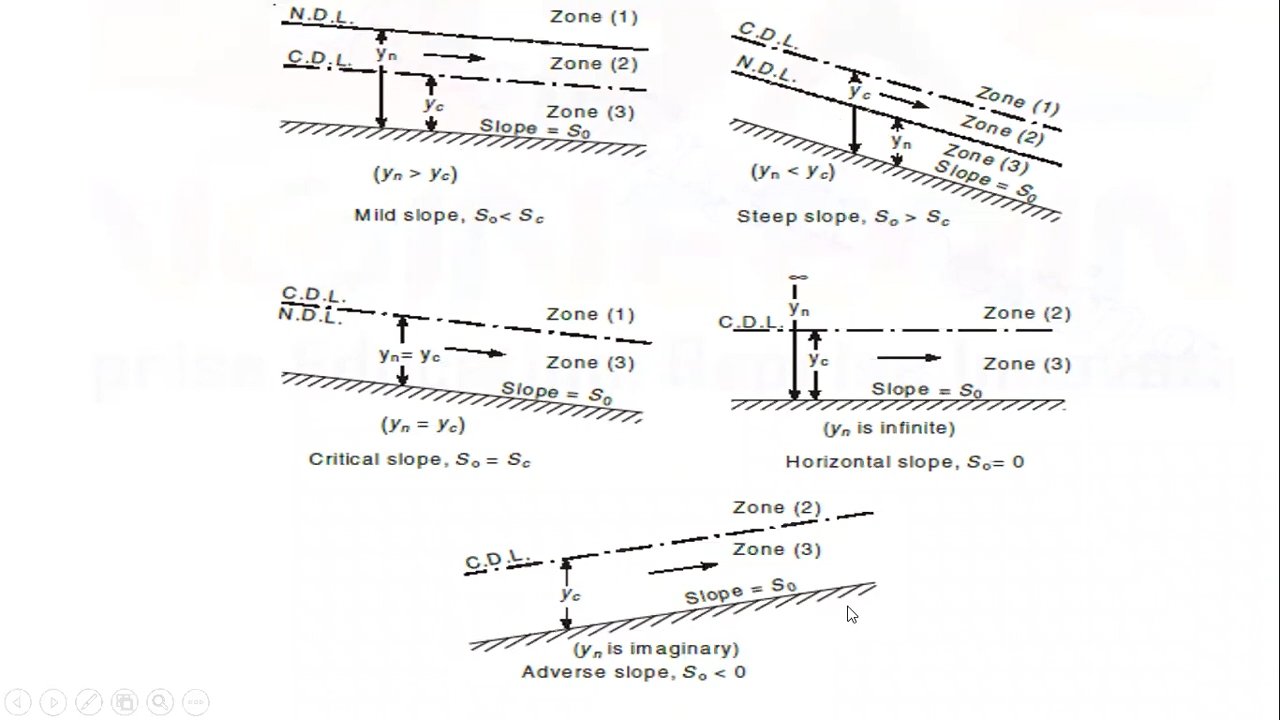 N.D.L.
Zone (1)
yn
C.D.L.
Zone (2)
yc
Zone (3)
Slope = S0
(yn > yc)
Mild slope, So< Sc
C.D.L.
N.D.L.
yc
Zone (1)
Zone (2)
yn
Zone (3)
Slope = S0
(yn < yc)
Steep slope, So > Sc
C.D.L.
N.D.L.
Zone (1)
yn= yc
Zone (3)
Slope = S0
(yn = yc)
Critical slope, So = Sc
∞
yn
C.D.L.
Zone (2)
yc
Zone (3)
Slope = S0
(yn is infinite)
Horizontal slope, So= 0
Zone (2)
C.D.L.
Zone (3)
yc
Slope = S0
(yn is imaginary)
Adverse slope, So < 0